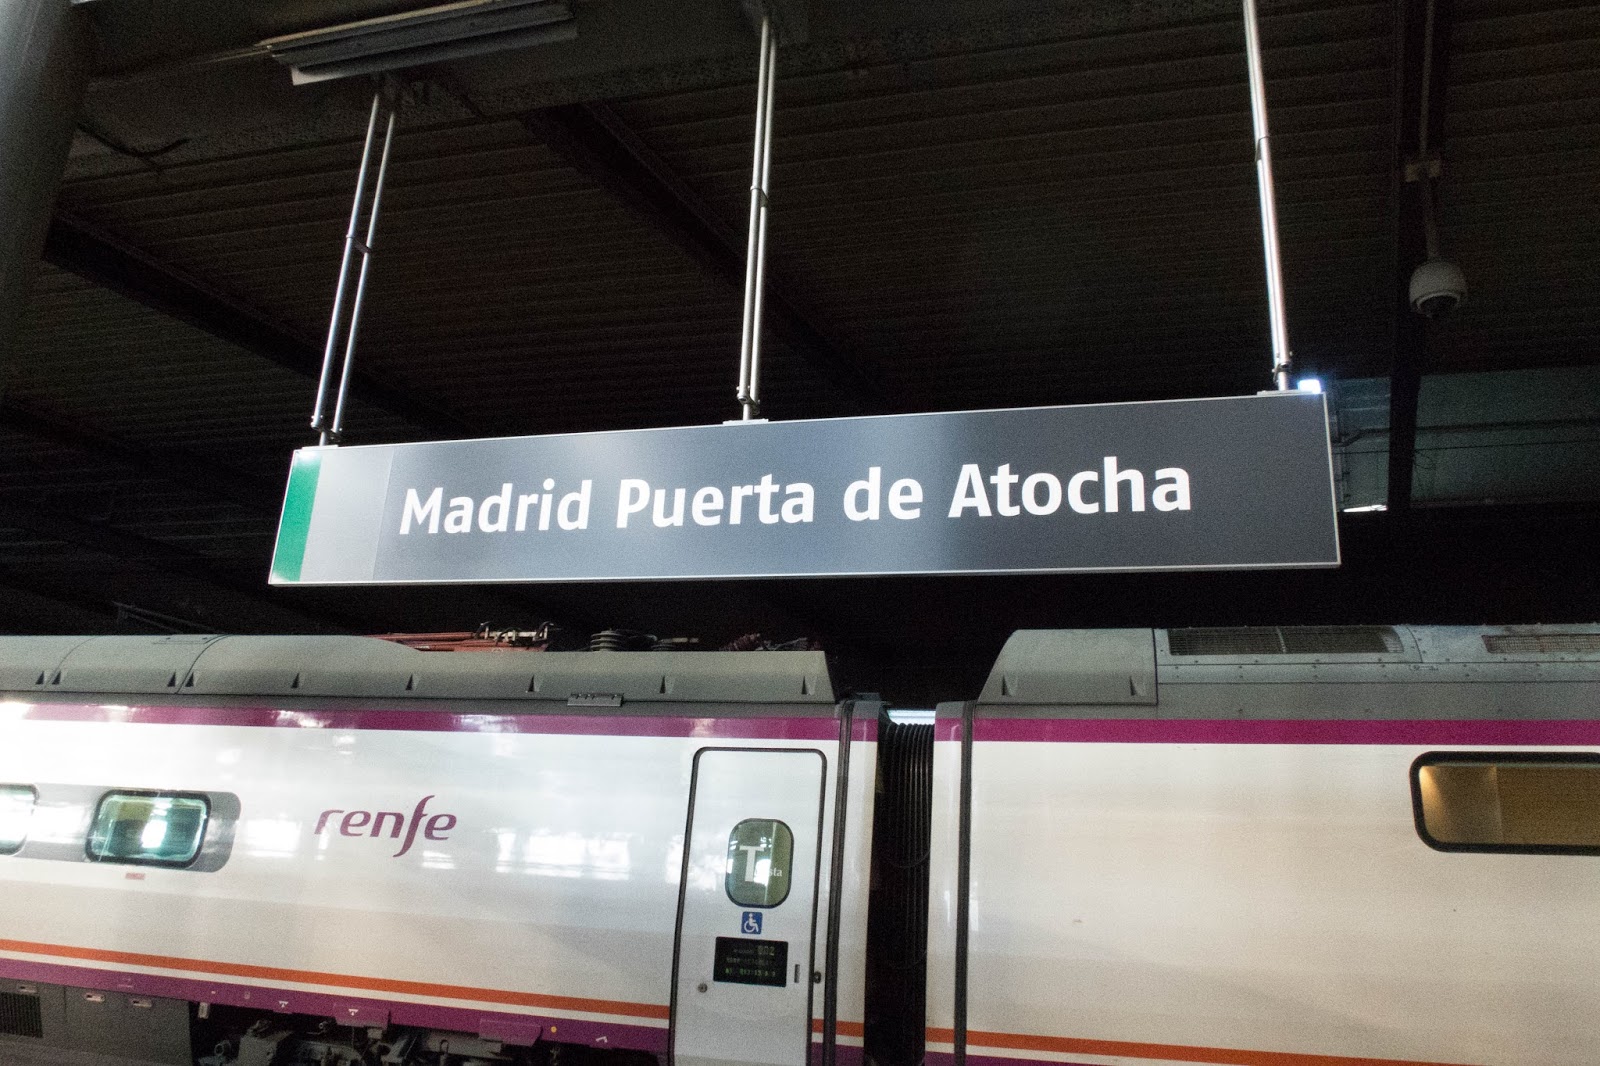 Madrid Puerta de Atocha
renfe
T